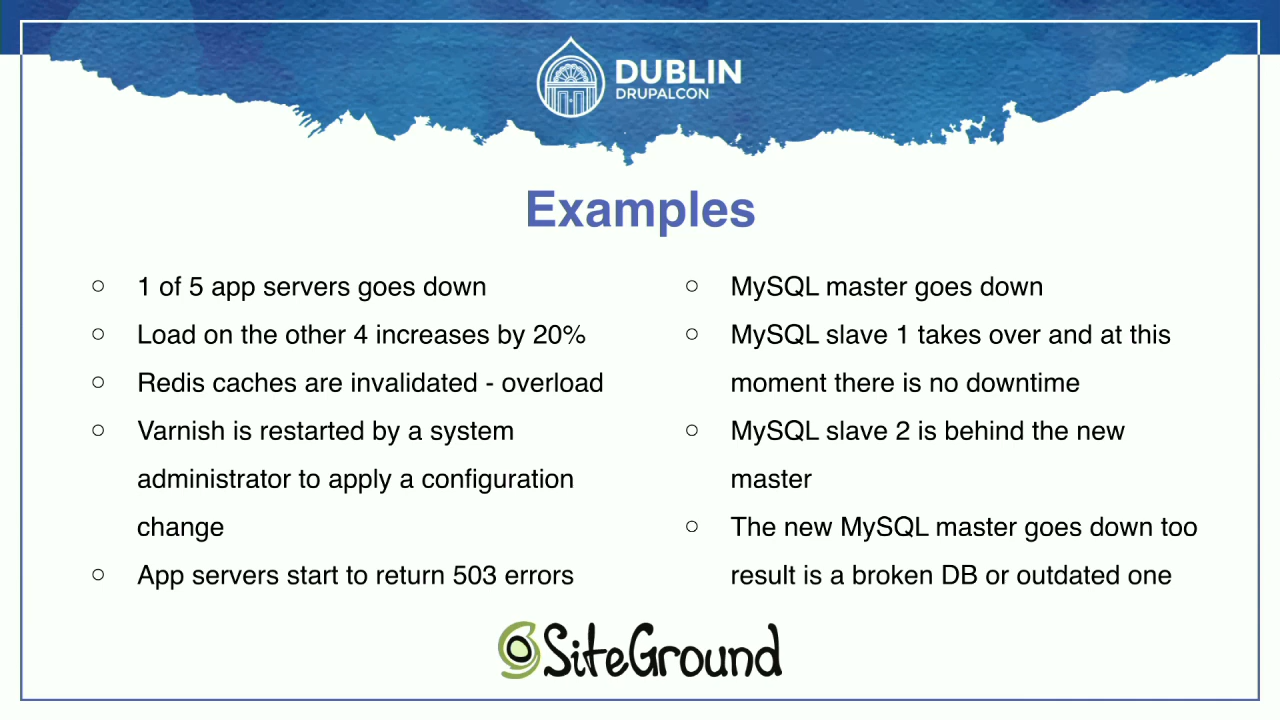 DUBLIN
DRUPALCON
Examples
○ 1 of 5 app servers goes down
○ Load on the other 4 increases by 20%
○ Redis caches are invalidated - overload
○ Varnish is restarted by a system
administrator to apply a configuration
change
○ App servers start to return 503 errors
○ MySQL master goes down
○ MySQL slave 1 takes over and at this
moment there is no downtime
○ MySQL slave 2 is behind the new
master
○ The new MySQL master goes down too
result is a broken DB or outdated one
SiteGround